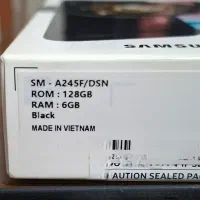 SAMSUNG
SM - A245F/DSN
ROM : 128GB
RAM : 6GB
Black
MADE IN VIETNAM
AUTION SEALED PA